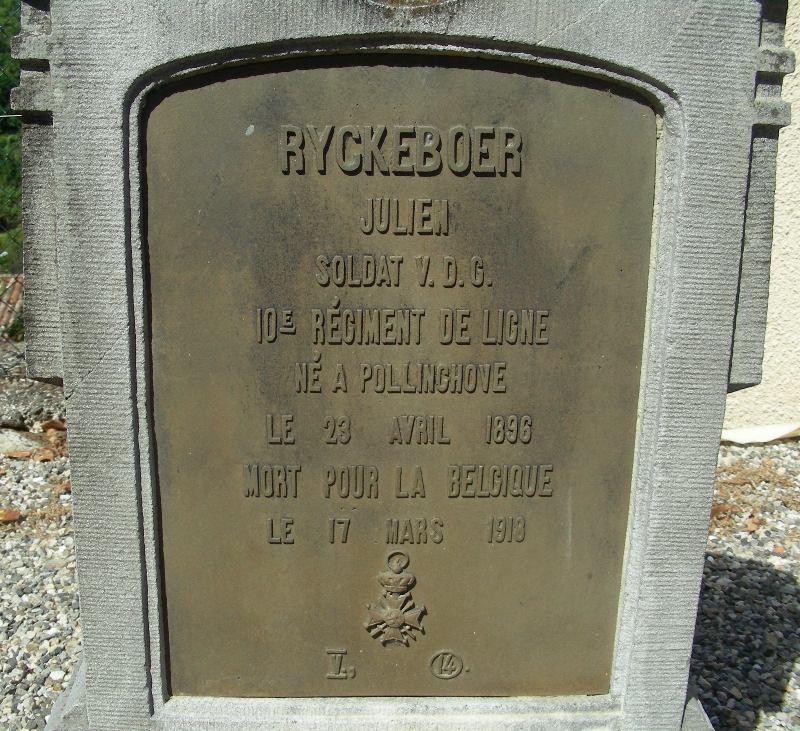 RYCKEBOER
JULIEN
SOLDAT V. D. G.
10E RÉGIMENT DE LIGNE
NÉ A POLLINCHOVE
LE 23 AVRIL 1896
MORT POUR LA BELGIQUE
LE 17 MARS 1918
V, 14.